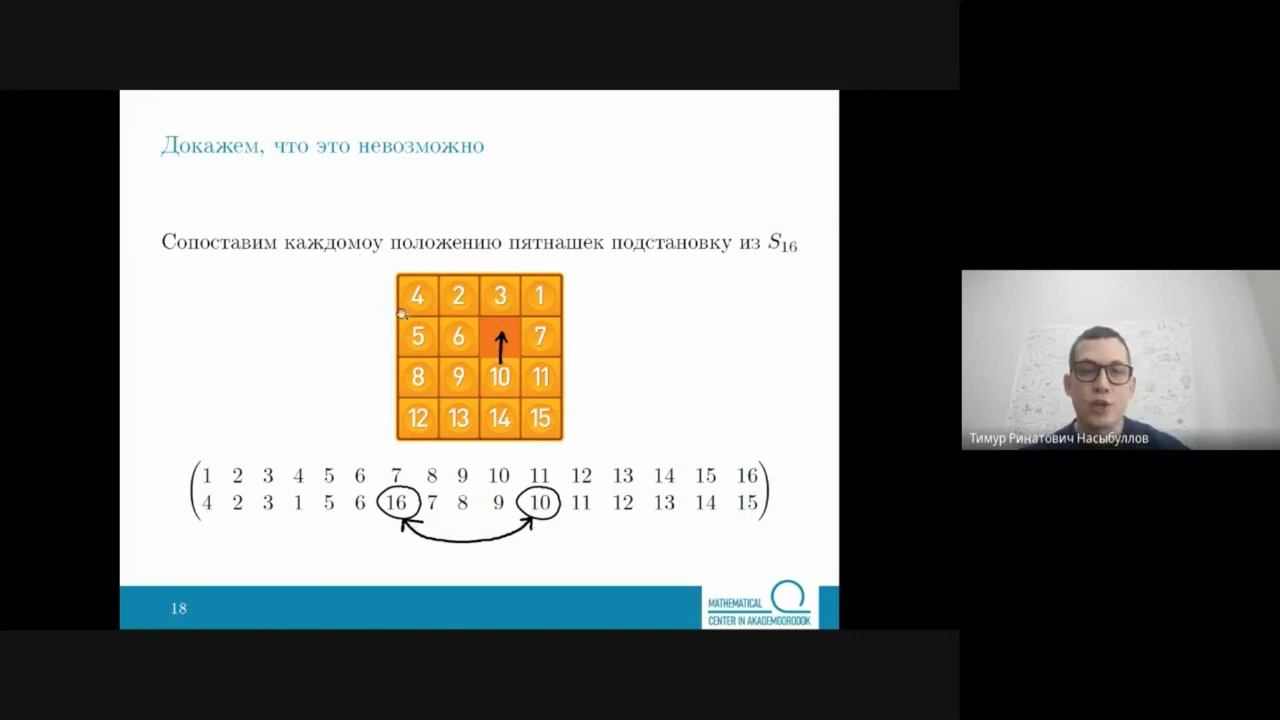 Докажем, что это невозможно
Сопоставим каждомоу положению пятнашек подстановку из S₁₆
4 2 3 1
5 6 7
8 9 10 11
12 13 14 15
1 2 3 4 5 6 7 8 9 10 11 12 13 14 15 16
4 2 3 1 5 6 16 7 8 9 10 11 12 13 14 15
18
MATHEMATICAL
CENTER IN AKADEMGORODOK
Тимур Ринатович Насыбуллов